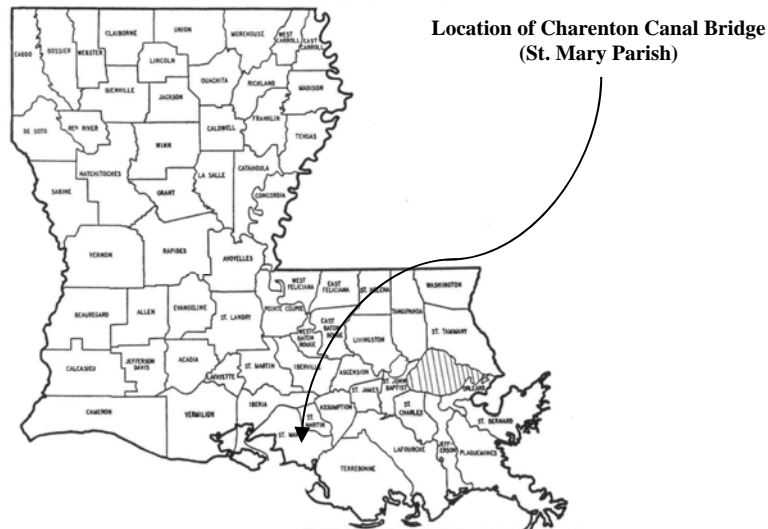 Location of Charenton Canal Bridge
(St. Mary Parish)
CADDO
BOSSIER
WEBSTER
CLAIBORNE
UNION
MOREHOUSE
WEST
CARROLL
EAST
CARROLL
LINCOLN
OUACHITA
RICHLAND
MADISON
BIENVILLE
JACKSON
DE SOTO
RED RIVER
CALDWELL
FRANKLIN
TENSAS
WINN
NATCHITOCHES
LA SALLE
CATAHOULA
SABINE
GRANT
CONCORDIA
VERNON
RAPIDES
AVOYELLES
WEST
FELICIANA
EAST
FELICIANA
ST. HELENA
WASHINGTON
POINTE COUPEE
TANGIPAHOA
BEAUREGARD
ALLEN
EVANGELINE
ST. LANDRY
WEST
BATON
ROUGE
EAST
BATON
ROUGE
LIVINGSTON
ST. TAMMANY
CALCASIEU
JEFFERSON
DAVIS
ACADIA
LAFAYETTE
ST. MARTIN
IBERVILLE
ASCENSION
ST. JAMES
ST. JOHN
BAPTIST
ORLEANS
CAMERON
VERMILION
IBERIA
ST.
MARTIN
ASSUMPTION
ST.
CHARLES
ST. BERNARD
ST. MA
TERREBONNE
LAFOURCHE
JEFF-
ERSON
PLAQUEMINES